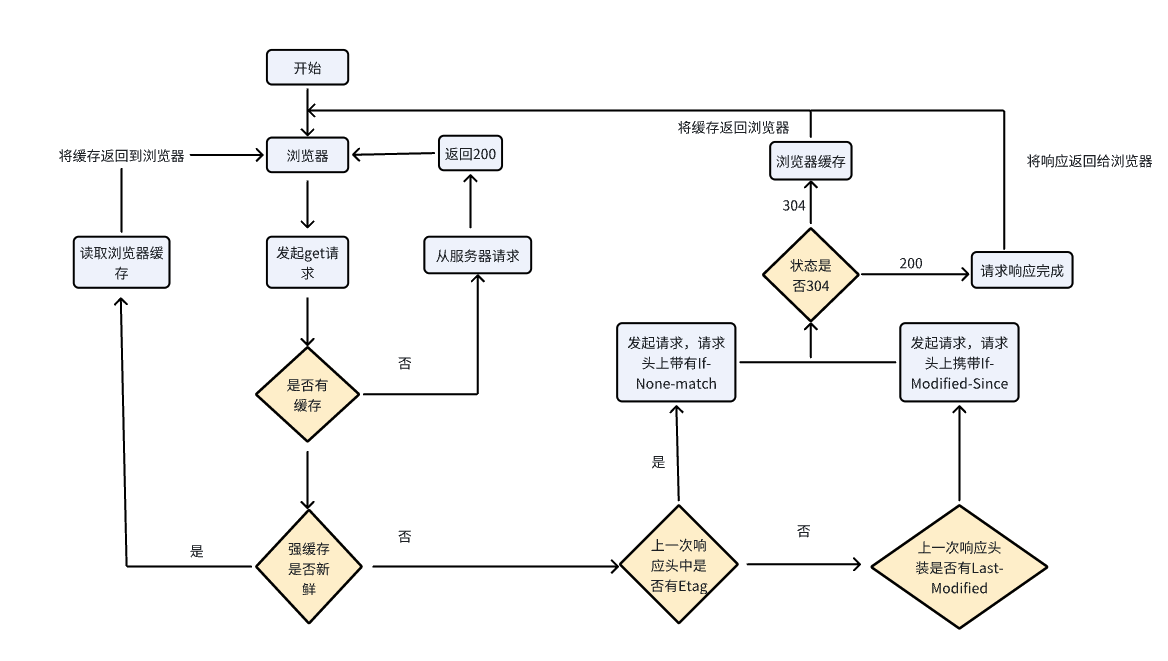 开始
将缓存返回浏览器
将缓存返回到浏览器
浏览器
返回200
浏览器缓存
将响应返回给浏览器
304
读取浏览器缓
存
发起get请
求
从服务器请求
状态是
否304
200
请求响应完成
发起请求，请求
头上带有If-
None-match
发起请求，请求
头上携带If-
Modified-Since
是否有
缓存
否
是
强缓存
是否新
鲜
是
否
上一次响
应头中是
否有Etag
否
上一次响应头
装是否有Last-
Modified